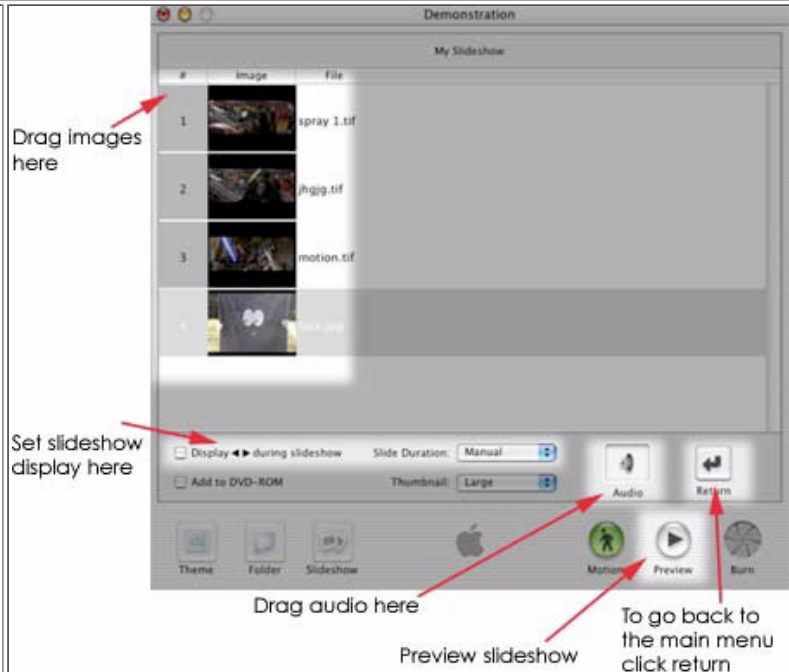 Demonstration
My Slideshow
# Image File
Drag images
here
1 spray 1.tif
2 jhgjg.tif
3 motion.tif
4
Set slideshow
display here
Display ◀ ▶ during slideshow Slide Duration: Manual
Add to DVD-ROM Thumbnail: Large
Audio Return
Theme Folder Slideshow Motion Preview Burn
Drag audio here
Preview slideshow
To go back to
the main menu
click return